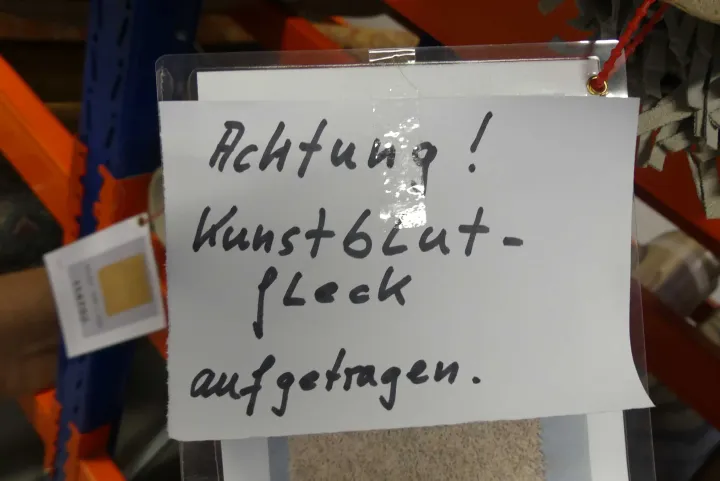 Achtung!
Kunstblut-
fleck
aufgetragen.